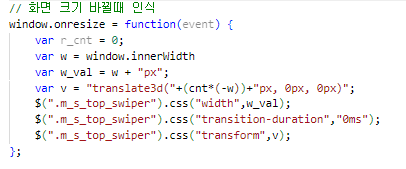 // 화면 크기 바뀔때 인식
window.onresize = function(event) {
var r_cnt = 0;
var w = window.innerWidth
var w_val = w + "px";
var v = "translate3d("+(cnt*(-w))+"px, 0px, 0px)";
$(".m_s_top_swiper").css("width",w_val);
$(".m_s_top_swiper").css("transition-duration","0ms");
$(".m_s_top_swiper").css("transform",v);
};